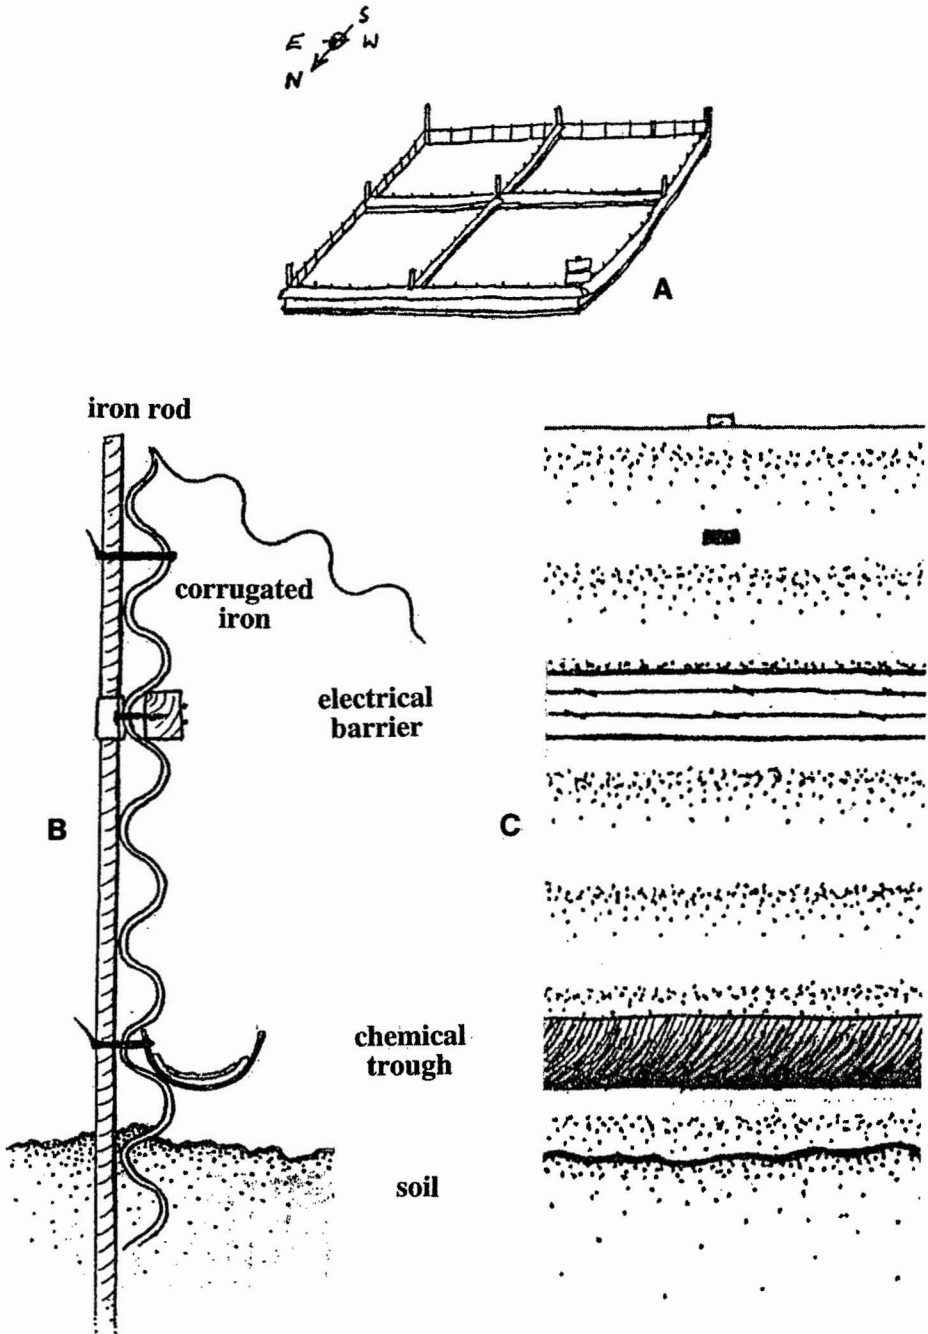 S
E W
N
A
iron rod
corrugated
iron
electrical
barrier
B
C
chemical
trough
soil